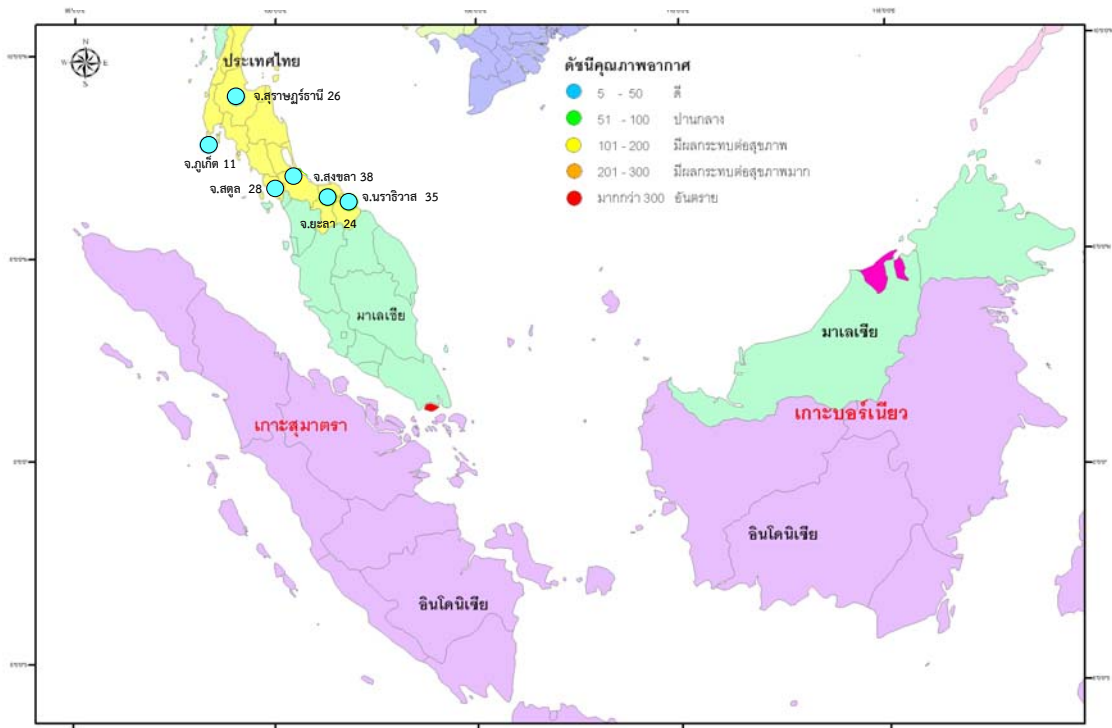 N
W
E
S
ประเทศไทย
จ.สุราษฎร์ธานี 26
จ.ภูเก็ต 11
จ.สงขลา 38
จ.สตูล 28
จ.นราธิวาส 35
จ.ยะลา 24
ดัชนีคุณภาพอากาศ
5 - 50 ดี
51 - 100 ปานกลาง
101 - 200 มีผลกระทบต่อสุขภาพ
201 - 300 มีผลกระทบต่อสุขภาพมาก
มากกว่า 300 อันตราย
มาเลเซีย
มาเลเซีย
เกาะสุมาตรา
เกาะบอร์เนียว
อินโดนิเซีย
อินโดนิเซีย